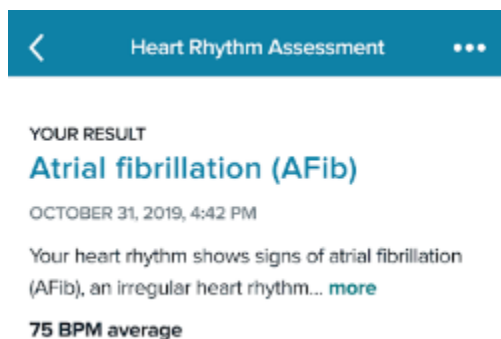 Heart Rhythm Assessment
YOUR RESULT
Atrial fibrillation (AFib)
OCTOBER 31, 2019, 4:42 PM
Your heart rhythm shows signs of atrial fibrillation
(AFib), an irregular heart rhythm... more
75 BPM average